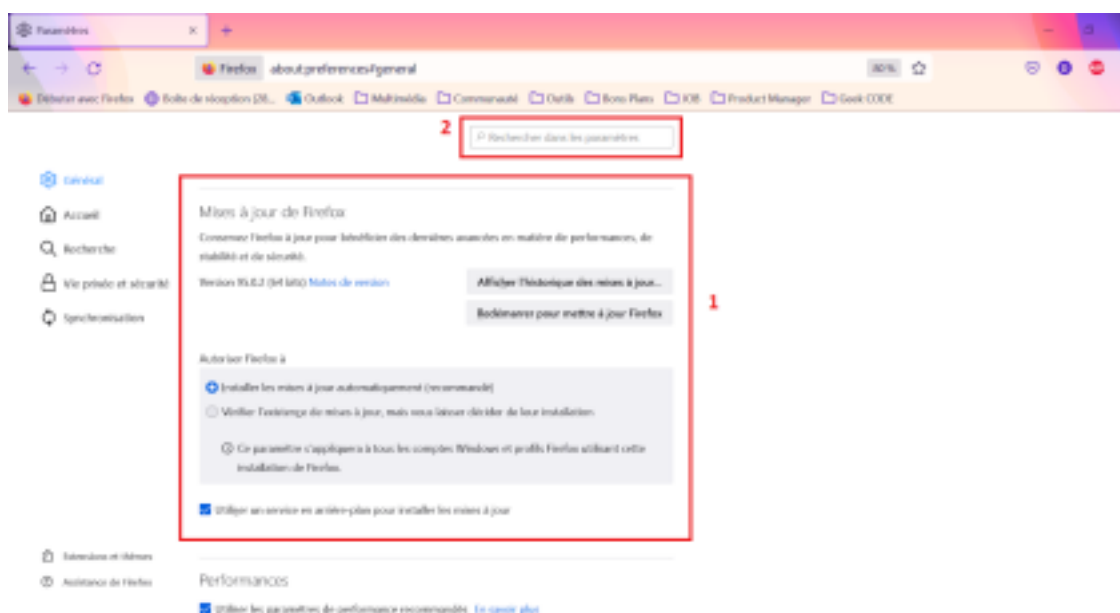 Paramètres
Firefox about:preferences#general 80%
Débuter avec Firefox Boîte de réception (28... Outlook Multimédia Communauté Outils Bons Plans JOB Product Manager Geek CODE
2
Rechercher dans les paramètres
Général
Accueil
Recherche
Vie privée et sécurité
Synchronisation
Mises à jour de Firefox
Conservez Firefox à jour pour bénéficier des dernières avancées en matière de performances, de
stabilité et de sécurité.
Version 95.0.2 (64 bits) Notes de version
Afficher l'historique des mises à jour...
Redémarrer pour mettre à jour Firefox
1
Autoriser Firefox à
Installer les mises à jour automatiquement (recommandé)
Vérifier l'existence de mises à jour, mais vous laisser décider de leur installation
Ce paramètre s'appliquera à tous les comptes Windows et profils Firefox utilisant cette
installation de Firefox.
Utiliser un service en arrière-plan pour installer les mises à jour
Extensions et thèmes
Assistance de Firefox
Performances
Utiliser les paramètres de performance recommandés En savoir plus